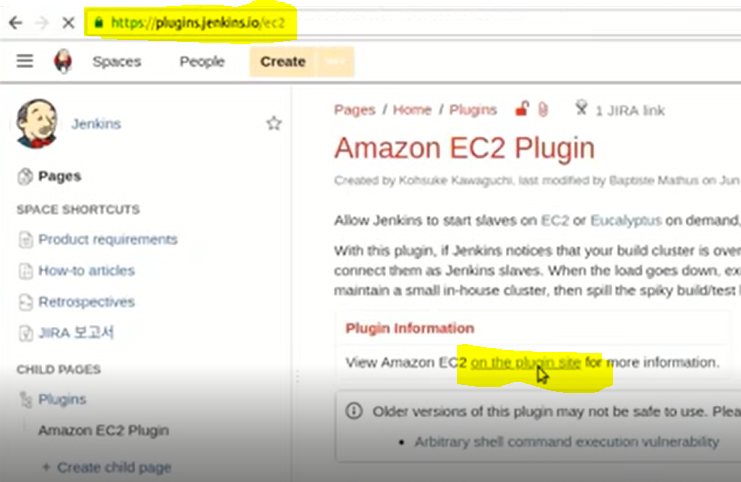 https://plugins.jenkins.io/ec2
Spaces People Create
Jenkins
Pages
SPACE SHORTCUTS
Product requirements
How-to articles
Retrospectives
JIRA 보고서
CHILD PAGES
Plugins
Amazon EC2 Plugin
+ Create child page
Pages / Home / Plugins 1 JIRA link
Amazon EC2 Plugin
Created by Kohsuke Kawaguchi, last modified by Baptiste Mathus on Jun
Allow Jenkins to start slaves on EC2 or Eucalyptus on demand,
With this plugin, if Jenkins notices that your build cluster is over
connect them as Jenkins slaves. When the load goes down,
maintain a small in-house cluster, then spill the spiky build/test
Plugin Information
View Amazon EC2 on the plugin site for more information.
Older versions of this plugin may not be safe to use.
• Arbitrary shell command execution vulnerability